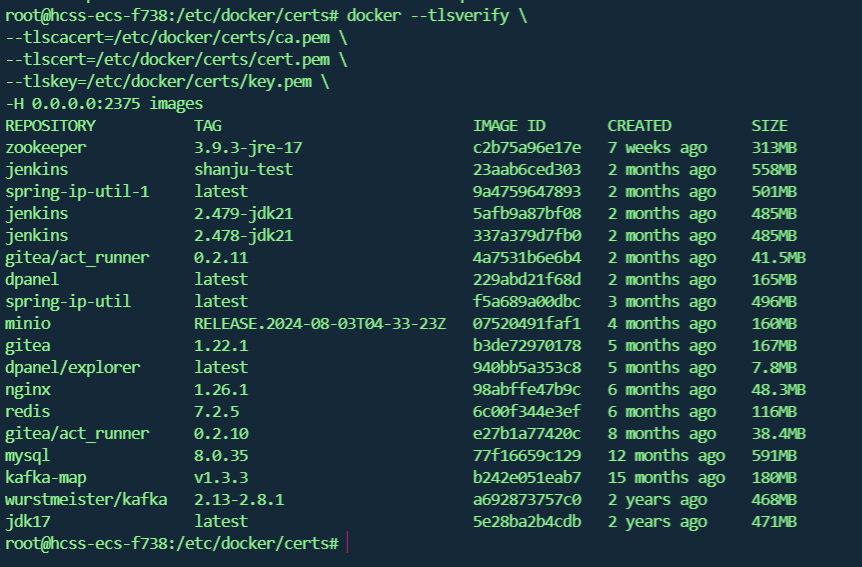 root@hcss-ecs-f738:/etc/docker/certs# docker --tlsverify \
--tlscacert=/etc/docker/certs/ca.pem \
--tlscert=/etc/docker/certs/cert.pem \
--tlskey=/etc/docker/certs/key.pem \
-H 0.0.0.0:2375 images
REPOSITORY TAG IMAGE ID CREATED SIZE
zookeeper 3.9.3-jre-17 c2b75a96e17e 7 weeks ago 313MB
jenkins shanju-test 23aab6ced303 2 months ago 558MB
spring-ip-util-1 latest 9a4759647893 2 months ago 501MB
jenkins 2.479-jdk21 5afb9a87bf08 2 months ago 485MB
jenkins 2.478-jdk21 337a379d7fb0 2 months ago 485MB
gitea/act_runner 0.2.11 4a7531b6e6b4 2 months ago 41.5MB
dpanel latest 229abd21f68d 2 months ago 165MB
spring-ip-util latest f5a689a00dbc 3 months ago 496MB
minio RELEASE.2024-08-03T04-33-23Z 07520491faf1 4 months ago 160MB
gitea 1.22.1 b3de72970178 5 months ago 167MB
dpanel/explorer latest 940bb5a353c8 5 months ago 7.8MB
nginx 1.26.1 98abffe47b9c 6 months ago 48.3MB
redis 7.2.5 6c00f344e3ef 6 months ago 116MB
gitea/act_runner 0.2.10 e27b1a77420c 8 months ago 38.4MB
mysql 8.0.35 77f16659c129 12 months ago 591MB
kafka-map v1.3.3 b242e051eab7 15 months ago 180MB
wurstmeister/kafka 2.13-2.8.1 a692873757c0 2 years ago 468MB
jdk17 latest 5e28ba2b4cdb 2 years ago 471MB
root@hcss-ecs-f738:/etc/docker/certs#